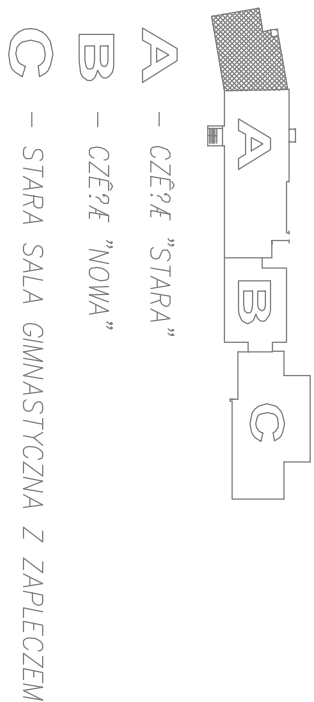 A
B
C
A - CZÊ?Æ "STARA"
B - CZÊ?Æ "NOWA"
C - STARA SALA GIMNASTYCZNA Z ZAPLECZEM